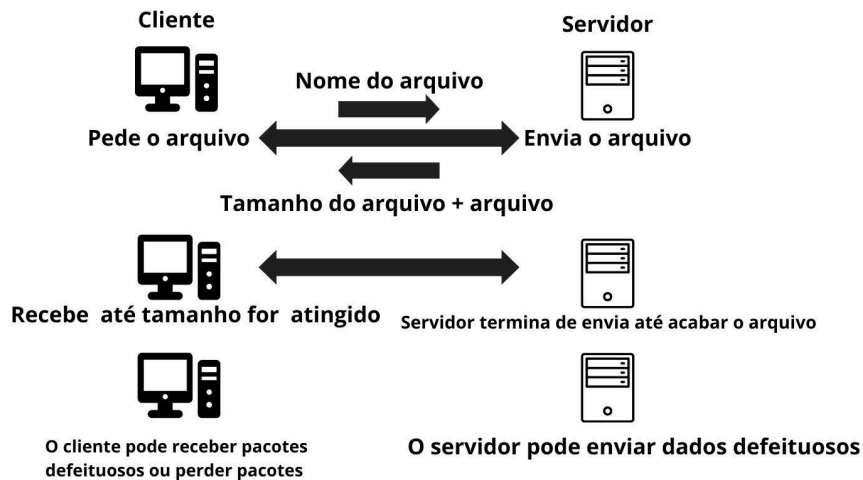 Cliente
Servidor
Nome do arquivo
Pede o arquivo
Envia o arquivo
Tamanho do arquivo + arquivo
Recebe até tamanho for atingido
Servidor termina de envia até acabar o arquivo
O cliente pode receber pacotes
defeituosos ou perder pacotes
O servidor pode enviar dados defeituosos